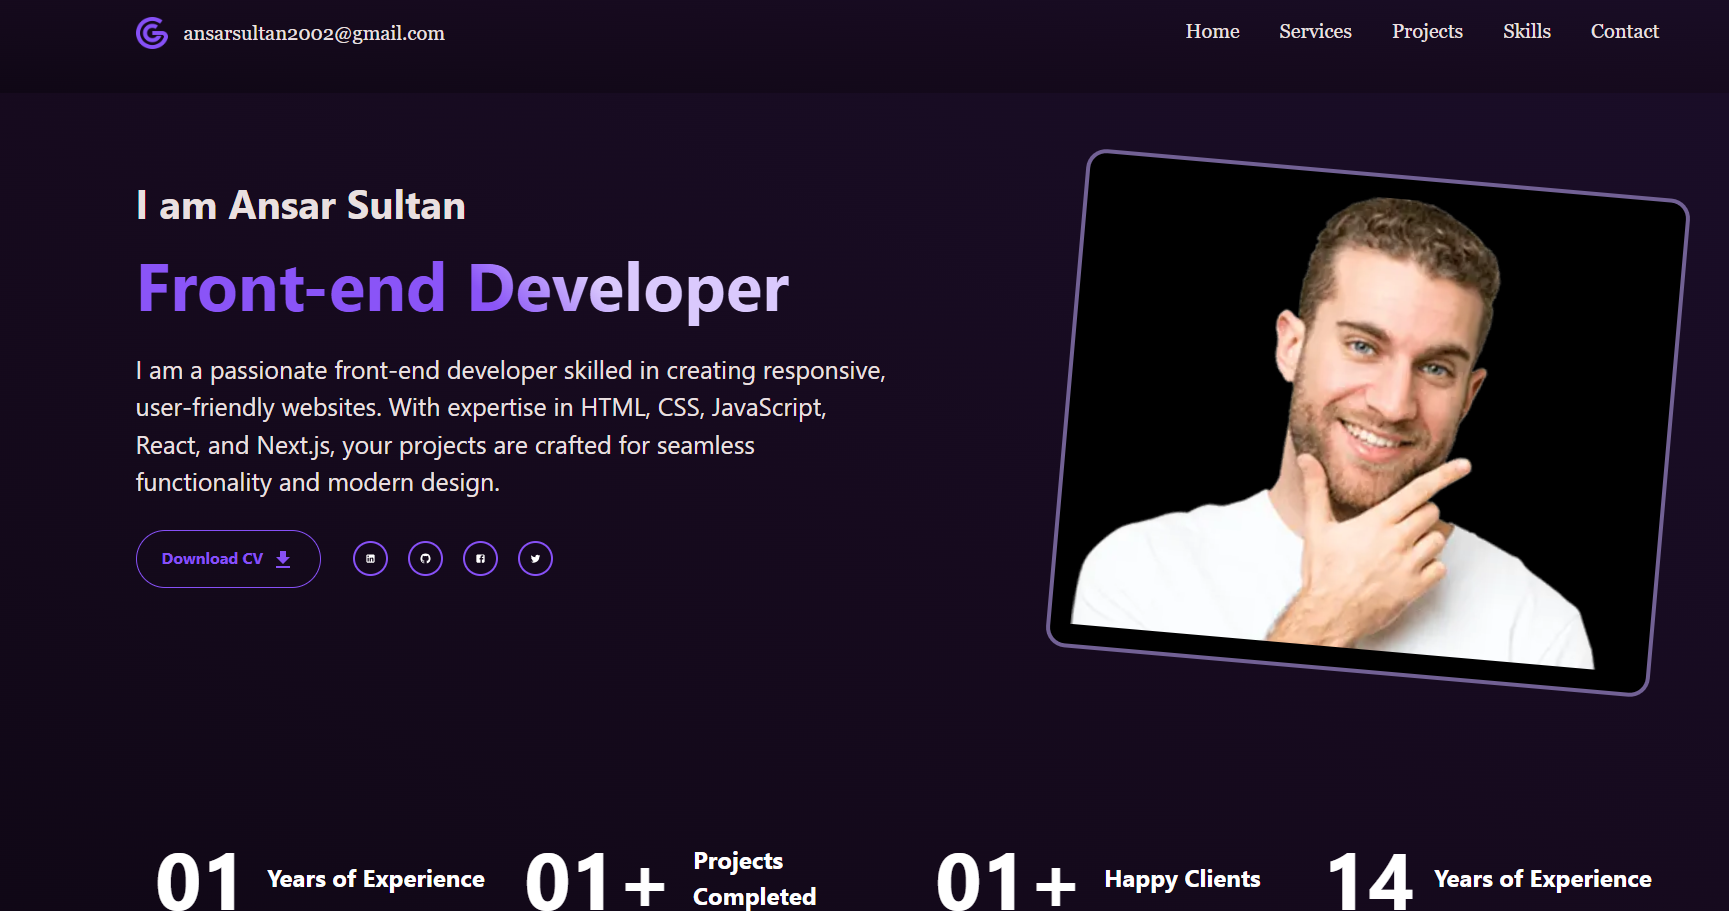 ansarsultan2002@gmail.com
Home Services Projects Skills Contact
I am Ansar Sultan
Front-end Developer
I am a passionate front-end developer skilled in creating responsive,
user-friendly websites. With expertise in HTML, CSS, JavaScript,
React, and Next.js, your projects are crafted for seamless
functionality and modern design.
Download CV
01 Years of Experience
01+ Projects
Completed
01+ Happy Clients
14 Years of Experience